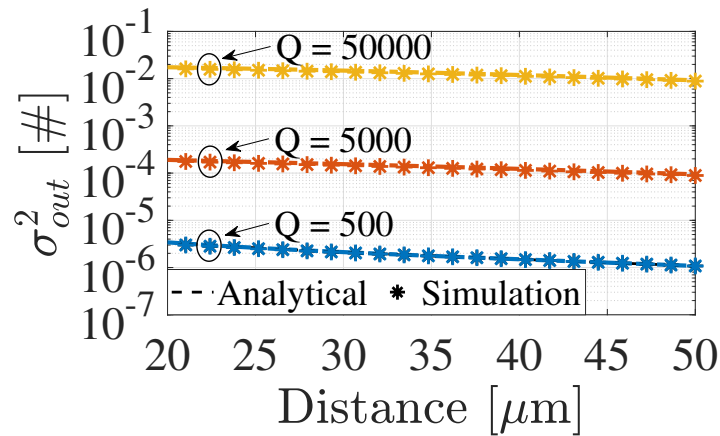 10^-1
Q = 50000
10^-2
10^-3
Q = 5000
10^-4
10^-5
Q = 500
10^-6
10^-7
σ²_out [#]
Analytical Simulation
20 25 30 35 40 45 50
Distance [μm]